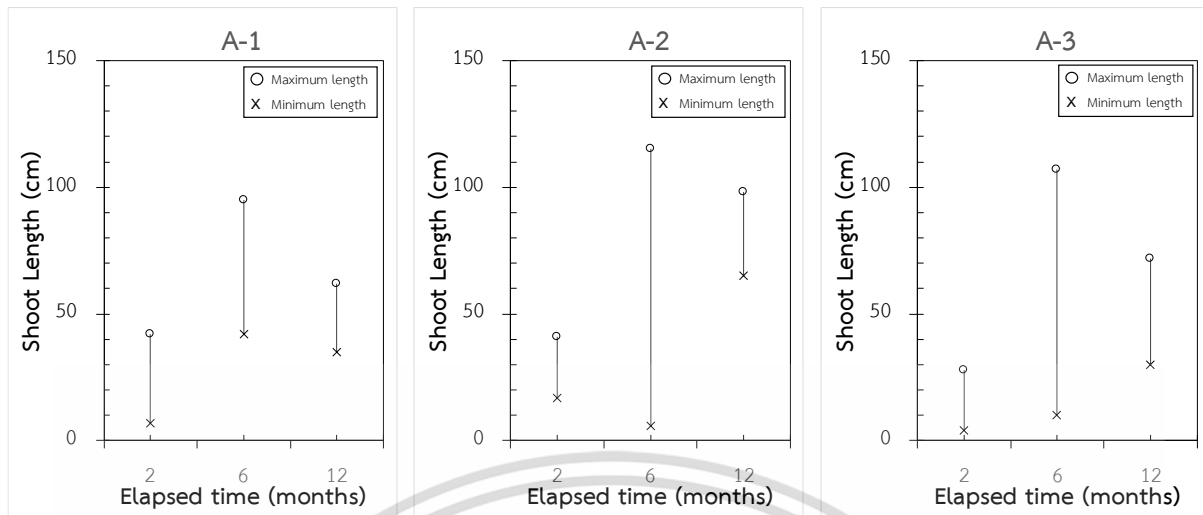 A-1
150
Maximum length
Minimum length
100
50
0
Shoot Length (cm)
2 6 12
Elapsed time (months)
A-2
150
Maximum length
Minimum length
100
50
0
Shoot Length (cm)
2 6 12
Elapsed time (months)
A-3
150
Maximum length
Minimum length
100
50
0
Shoot Length (cm)
2 6 12
Elapsed time (months)